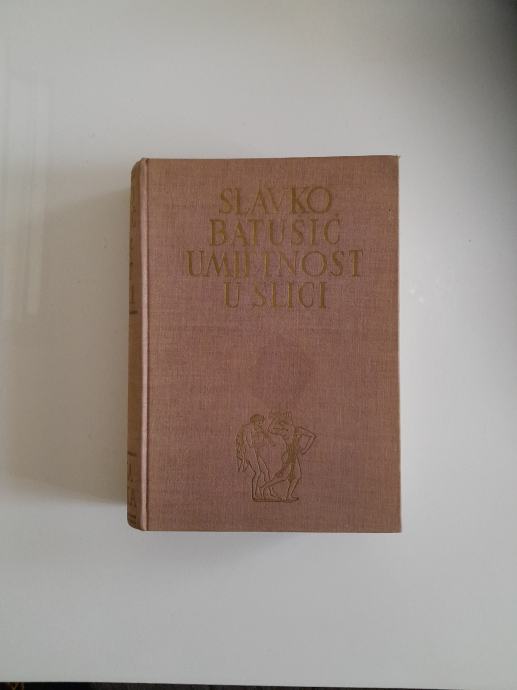 SLAVKO
BATUŠIĆ
UMJETNOST
U SLICI